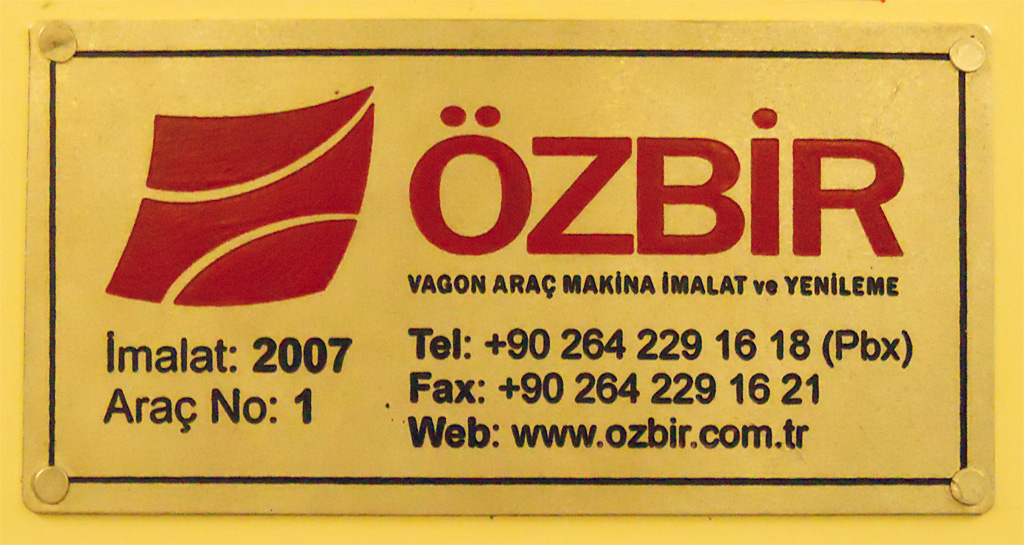 ÖZBİR
VAGON ARAÇ MAKİNA İMALAT ve YENİLEME
İmalat: 2007
Araç No: 1
Tel: +90 264 229 16 18 (Pbx)
Fax: +90 264 229 16 21
Web: www.ozbir.com.tr